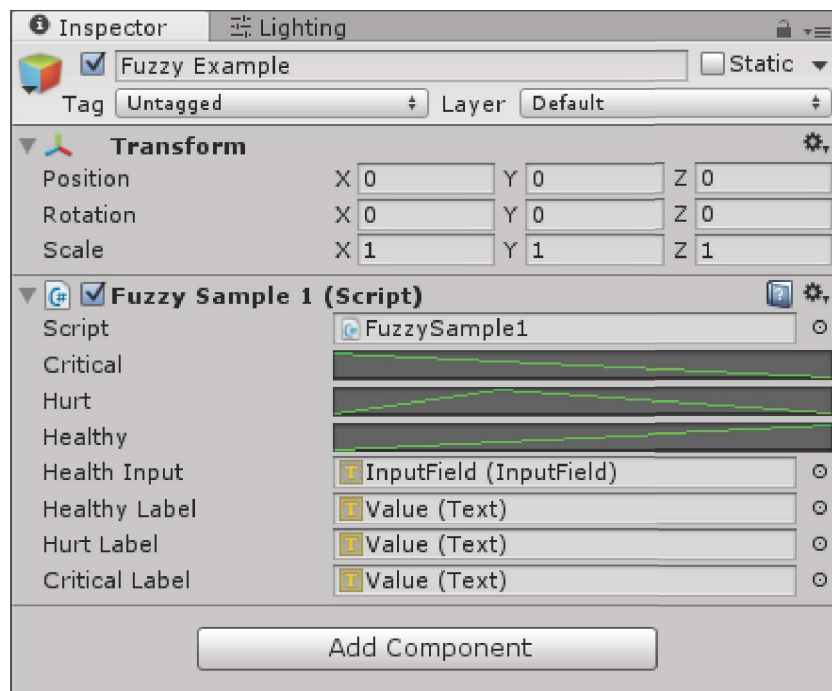 Inspector Lighting
Fuzzy Example Static
Tag Untagged Layer Default
Transform
Position X 0 Y 0 Z 0
Rotation X 0 Y 0 Z 0
Scale X 1 Y 1 Z 1
Fuzzy Sample 1 (Script)
Script FuzzySample1
Critical
Hurt
Healthy
Health Input InputField (InputField)
Healthy Label Value (Text)
Hurt Label Value (Text)
Critical Label Value (Text)
Add Component